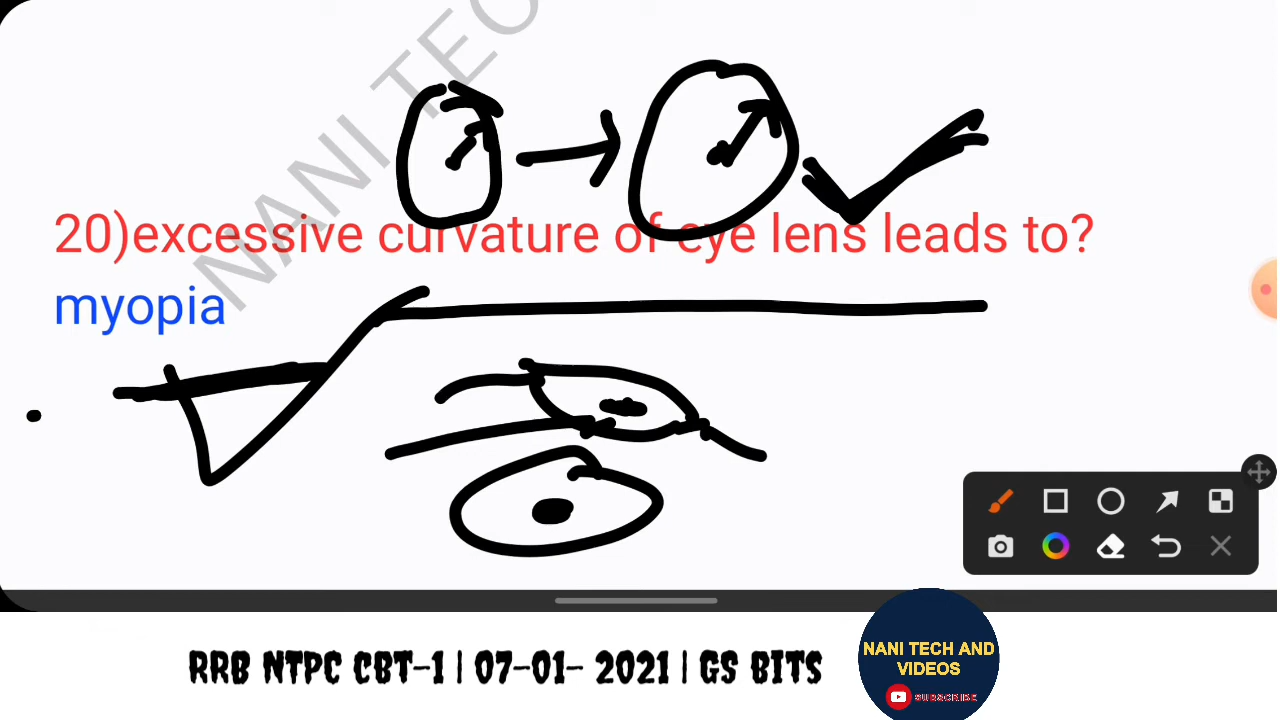 NANI TEC
20)excessive curvature of eye lens leads to?
myopia
RRB NTPC CBT-1 | 07-01- 2021 | GS BITS
NANI TECH AND
VIDEOS
SUBSCRIBE